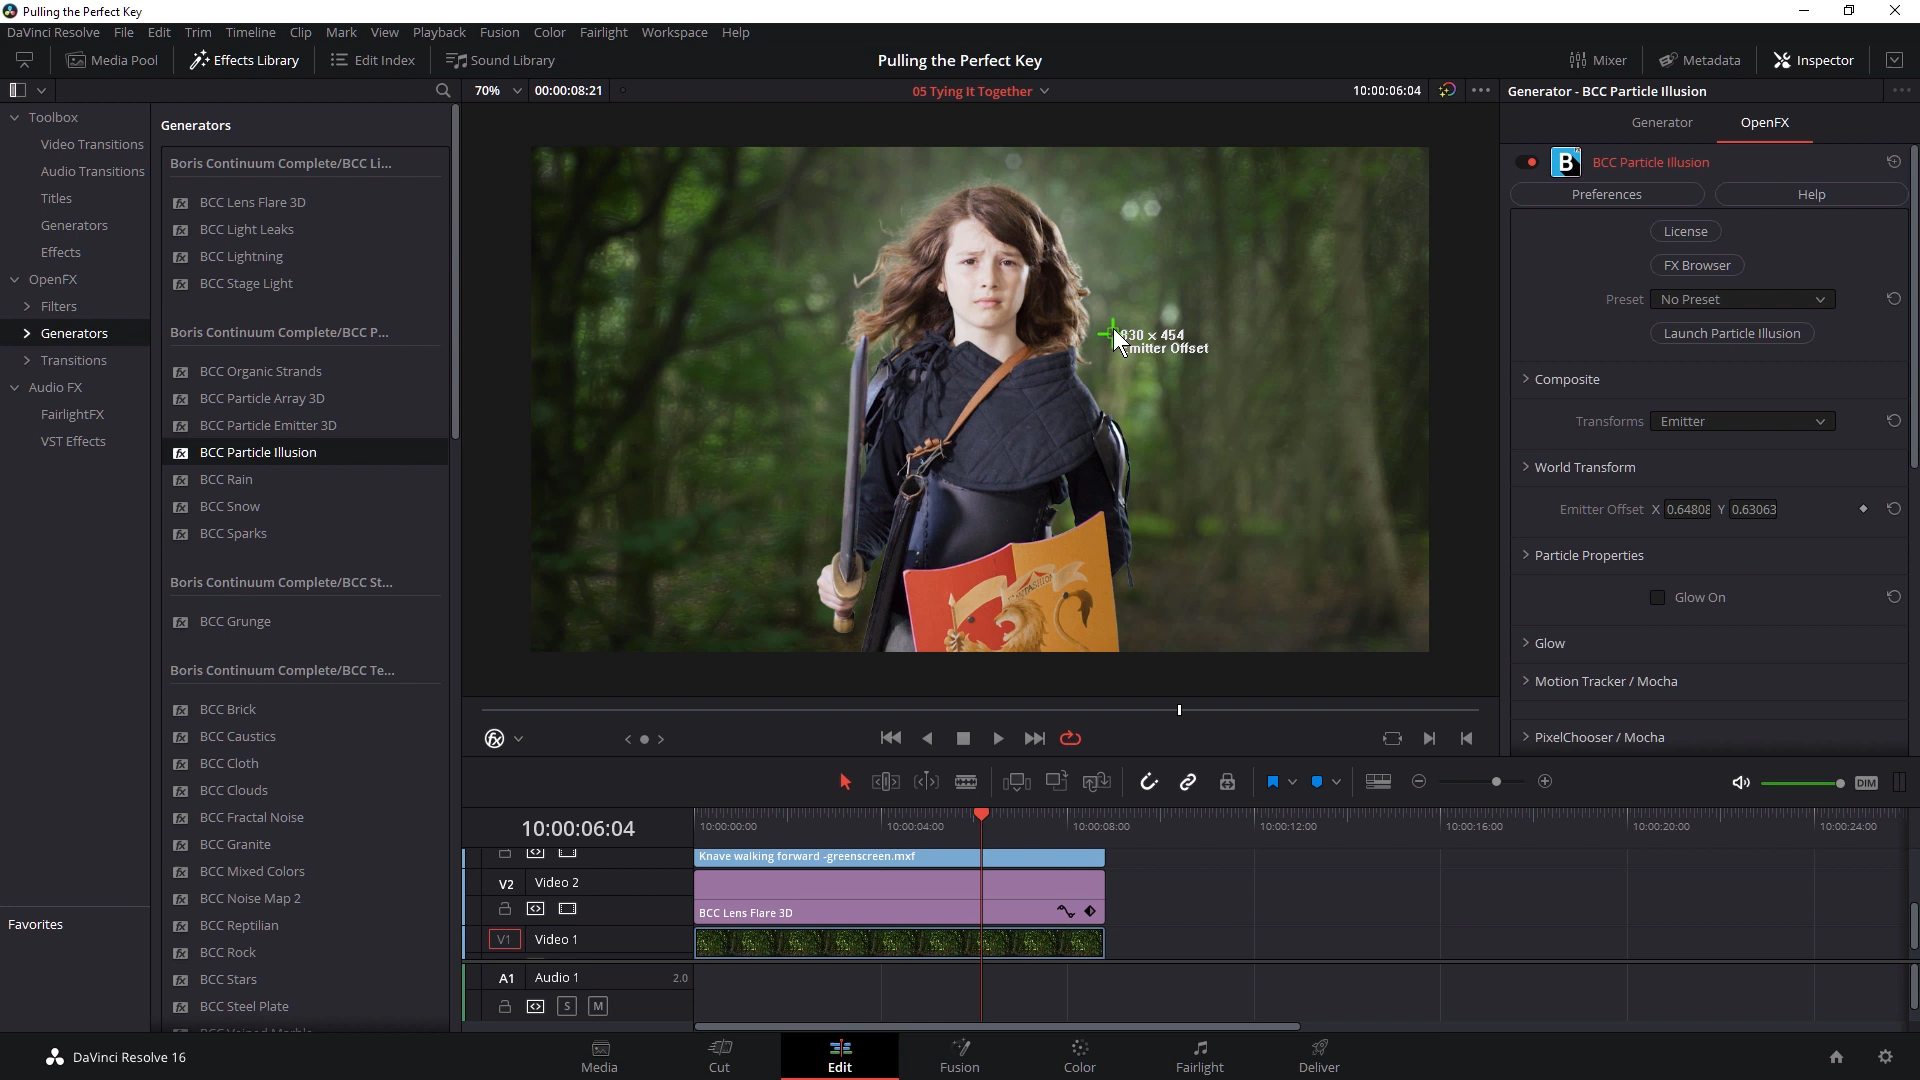 Pulling the Perfect Key
DaVinci Resolve File Edit Trim Timeline Clip Mark View Playback Fusion Color Fairlight Workspace Help
Media Pool Effects Library Edit Index Sound Library Pulling the Perfect Key Mixer Metadata Inspector
70% 00:00:08:21 05 Tying It Together 10:00:06:04 Generator - BCC Particle Illusion
Toolbox
Video Transitions
Audio Transitions
Titles
Generators
Effects
OpenFX
Filters
Generators
Transitions
Audio FX
FairlightFX
VST Effects
Favorites
Generators
Boris Continuum Complete/BCC Li...
BCC Lens Flare 3D
BCC Light Leaks
BCC Lightning
BCC Stage Light
Boris Continuum Complete/BCC P...
BCC Organic Strands
BCC Particle Array 3D
BCC Particle Emitter 3D
BCC Particle Illusion
BCC Rain
BCC Snow
BCC Sparks
Boris Continuum Complete/BCC St...
BCC Grunge
Boris Continuum Complete/BCC Te...
BCC Brick
BCC Caustics
BCC Cloth
BCC Clouds
BCC Fractal Noise
BCC Granite
BCC Mixed Colors
BCC Noise Map 2
BCC Reptilian
BCC Rock
BCC Stars
BCC Steel Plate
830 × 454
Emitter Offset
Generator OpenFX
B BCC Particle Illusion
Preferences Help
License
FX Browser
Preset No Preset
Launch Particle Illusion
Composite
Transforms Emitter
World Transform
Emitter Offset X 0.64808 Y 0.63063
Particle Properties
Glow On
Glow
Motion Tracker / Mocha
PixelChooser / Mocha
DIM
10:00:06:04
10:00:00:00 10:00:04:00 10:00:08:00 10:00:12:00 10:00:16:00 10:00:20:00 10:00:24:00
Knave walking forward -greenscreen.mxf
V2 Video 2
BCC Lens Flare 3D
V1 Video 1
A1 Audio 1 2.0
S M
DaVinci Resolve 16
Media Cut Edit Fusion Color Fairlight Deliver